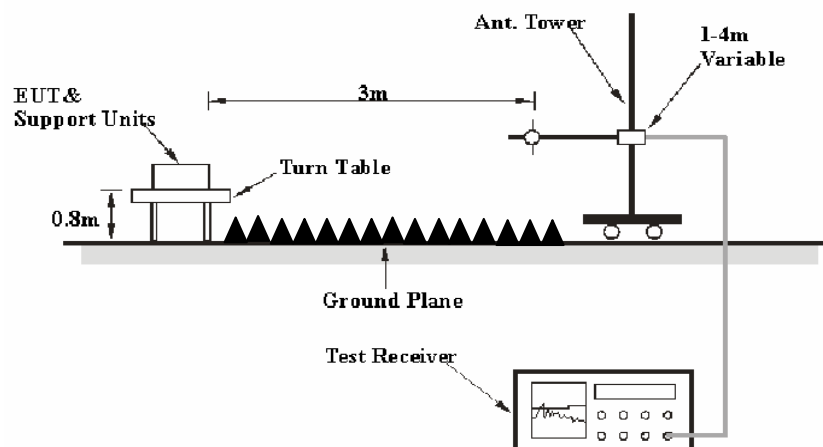 Ant. Tower
1-4m
Variable
3m
EUT&
Support Units
Turn Table
0.8m
Ground Plane
Test Receiver